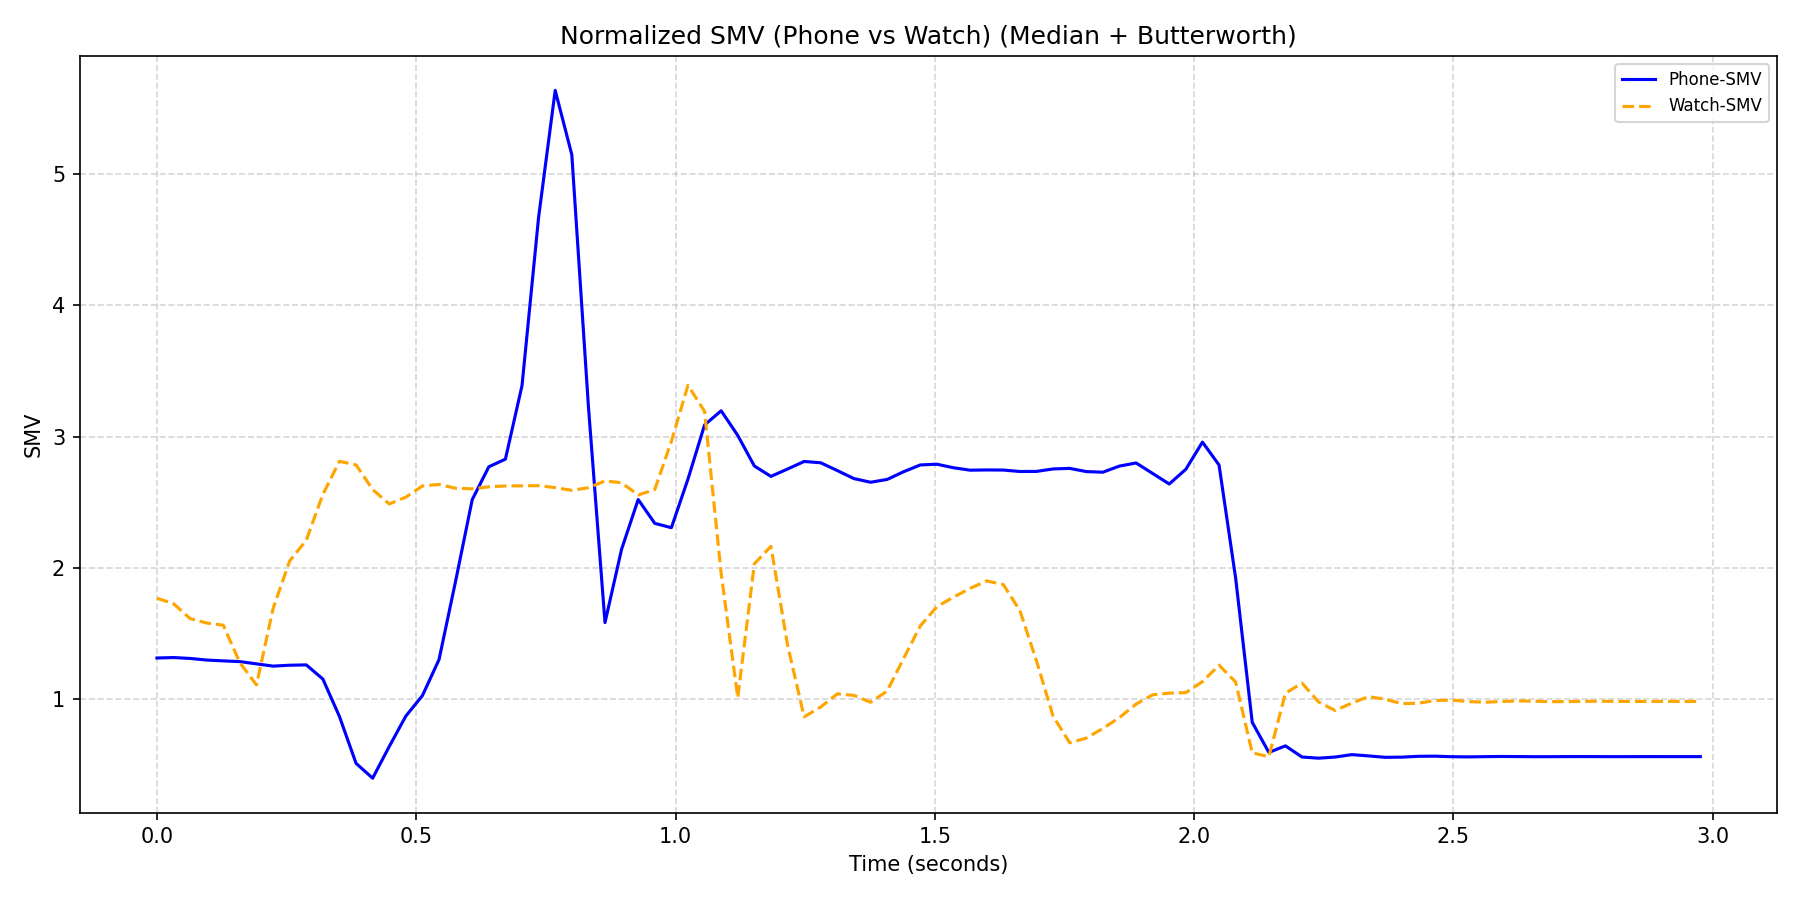 Normalized SMV (Phone vs Watch) (Median + Butterworth)
Phone-SMV
Watch-SMV
5
4
3
2
1
SMV
0.0 0.5 1.0 1.5 2.0 2.5 3.0
Time (seconds)